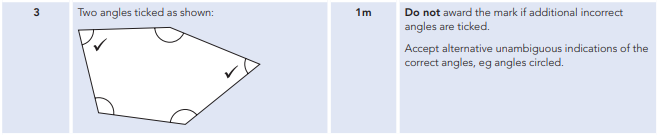 3
Two angles ticked as shown:
1m
Do not award the mark if additional incorrect
angles are ticked.
Accept alternative unambiguous indications of the
correct angles, eg angles circled.